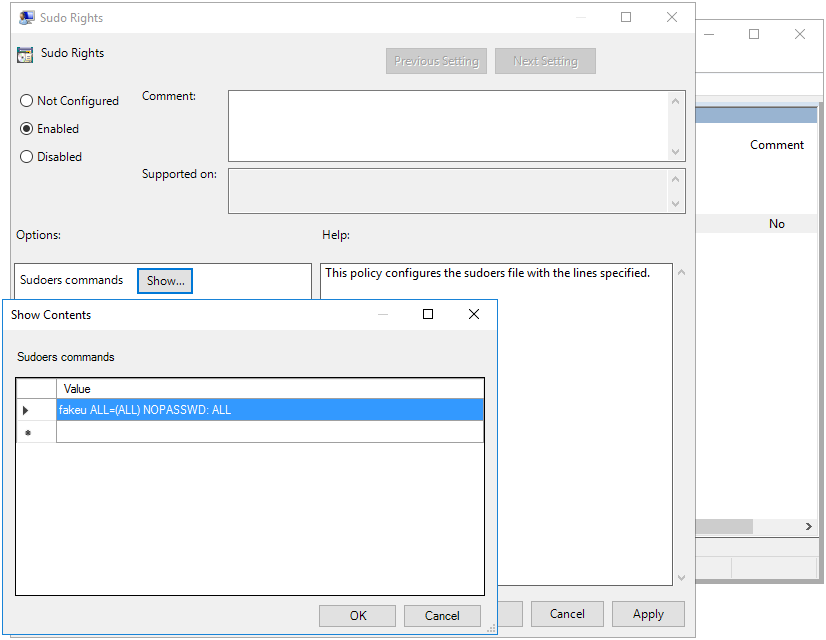 Sudo Rights
Sudo Rights
Previous Setting
Next Setting
Not Configured
Comment:
Enabled
Disabled
Supported on:
Comment
No
Options:
Help:
Sudoers commands
Show...
This policy configures the sudoers file with the lines specified.
Show Contents
Sudoers commands
Value
fakeu ALL=(ALL) NOPASSWD: ALL
OK
Cancel
Cancel
Apply